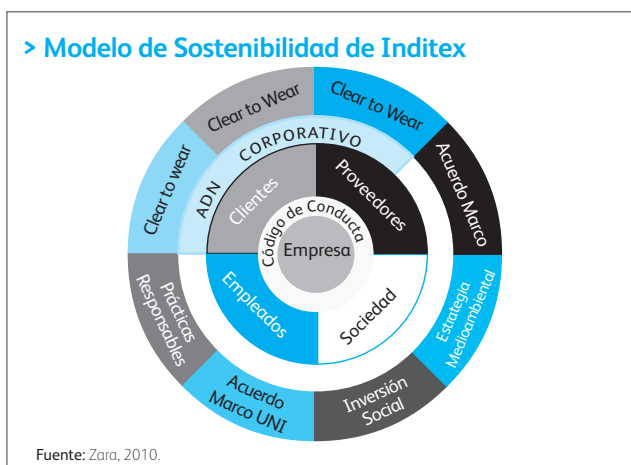 > Modelo de Sostenibilidad de Inditex
Clear to wear
Clear to Wear
Clear to Wear
Acuerdo Marco
Estrategia
Medioambiental
Inversión
Social
Acuerdo
Marco UNI
Prácticas
Responsables
ADN CORPORATIVO
Clientes
Proveedores
Sociedad
Empleados
Código de Conducta
Empresa
Fuente: Zara, 2010.